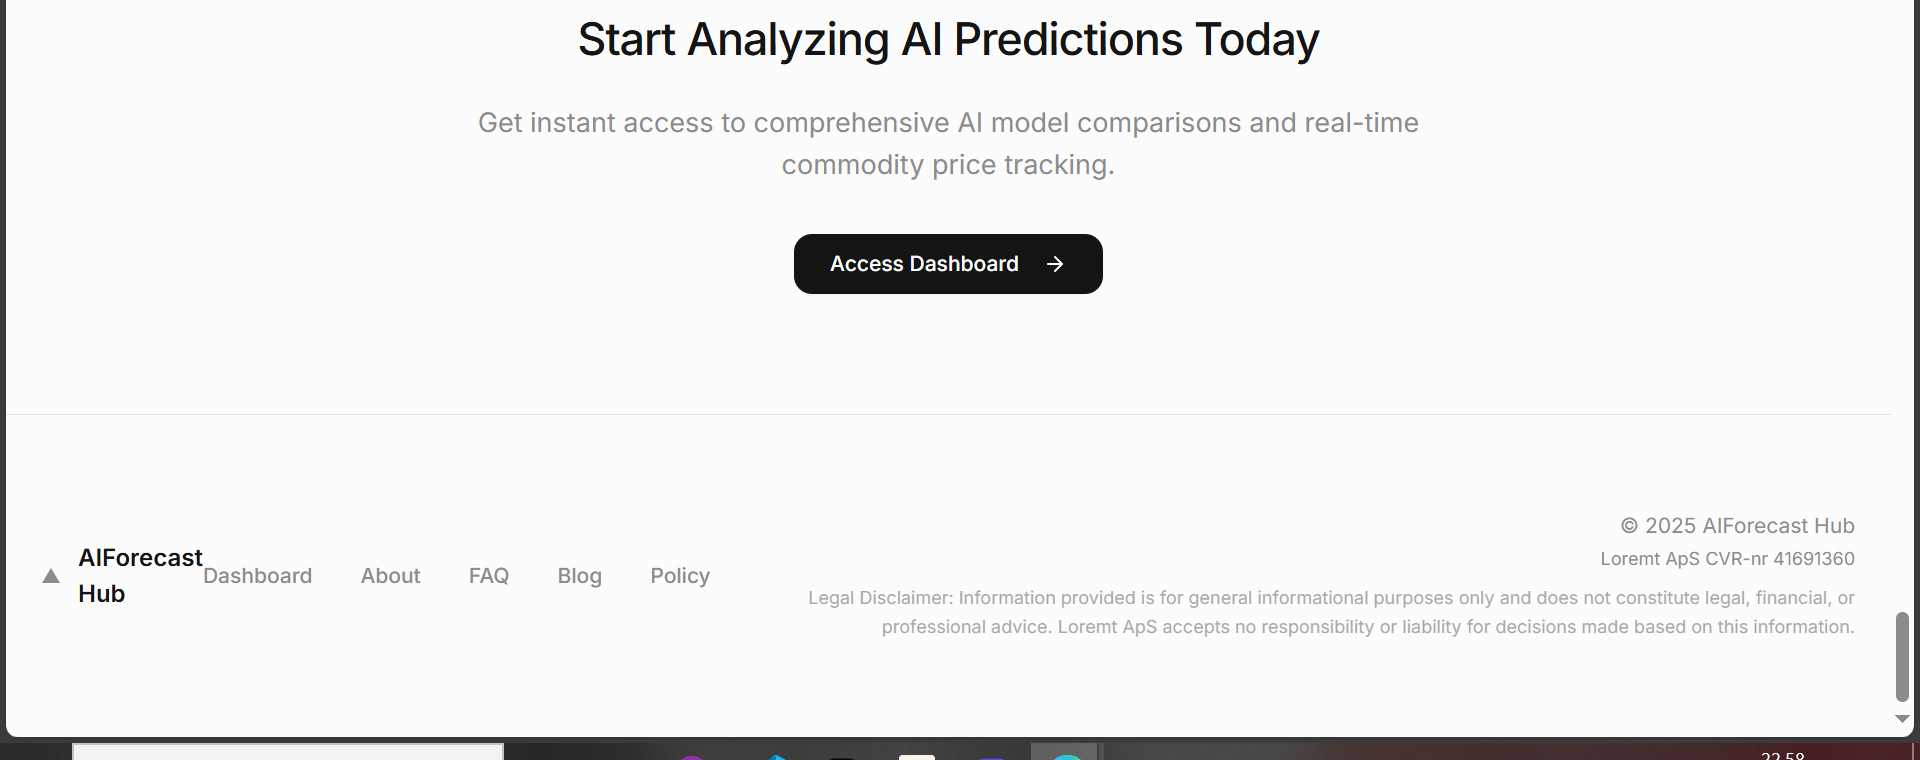 Start Analyzing AI Predictions Today
Get instant access to comprehensive AI model comparisons and real-time
commodity price tracking.
Access Dashboard
AIForecast
Hub
Dashboard
About
FAQ
Blog
Policy
© 2025 AIForecast Hub
Loremt ApS CVR-nr 41691360
Legal Disclaimer: Information provided is for general informational purposes only and does not constitute legal, financial, or
professional advice. Loremt ApS accepts no responsibility or liability for decisions made based on this information.